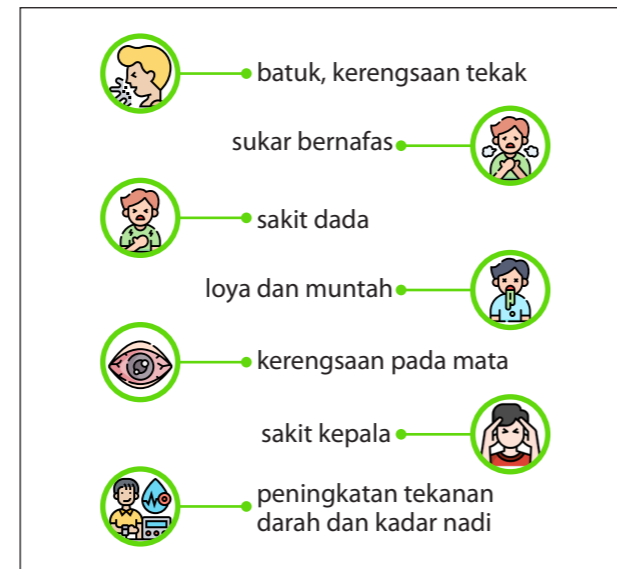 batuk, kerengsaan tekak
sukar bernafas
sakit dada
loya dan muntah
kerengsaan pada mata
sakit kepala
peningkatan tekanan
darah dan kadar nadi